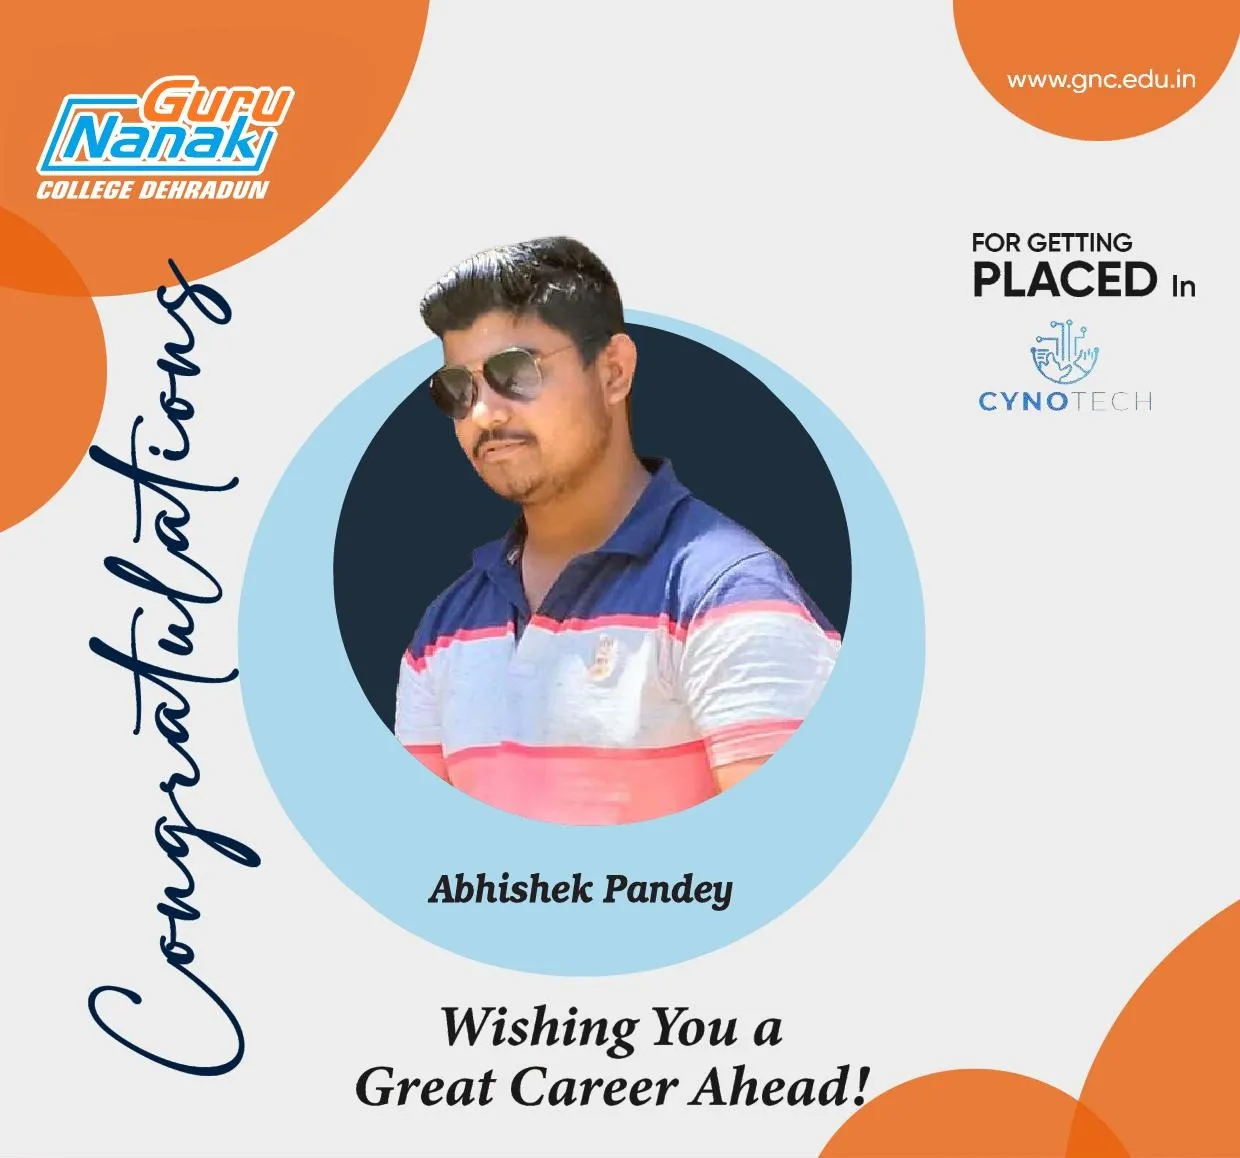 Guru
Nanak
COLLEGE DEHRADUN
www.gnc.edu.in
Congratulations
FOR GETTING
PLACED In
CYNOTECH
Abhishek Pandey
Wishing You a
Great Career Ahead!